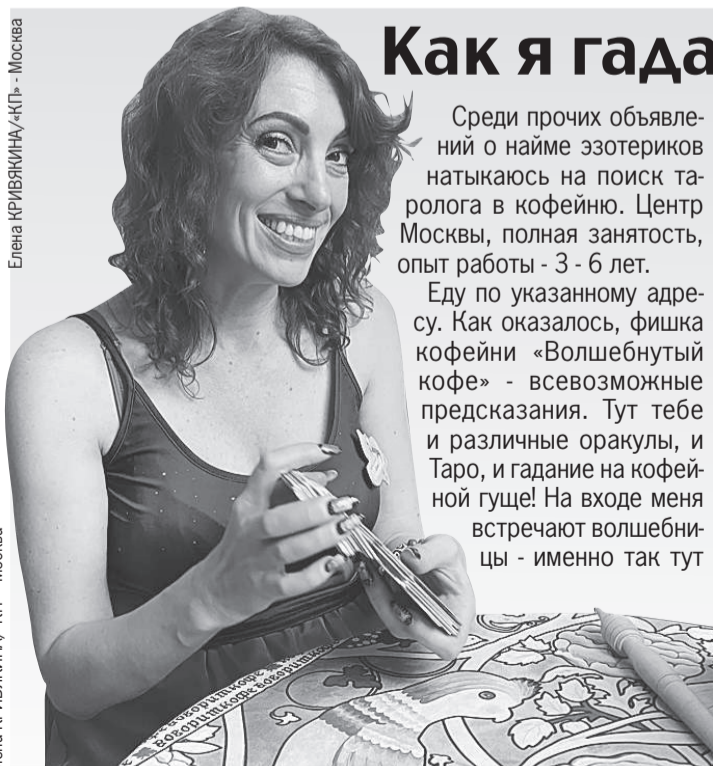 Елена КРИВЯКИНА/«КП» - Москва
Как я гада
Среди прочих объявле-
ний о найме эзотериков
натыкаюсь на поиск та-
ролога в кофейню. Центр
Москвы, полная занятость,
опыт работы - 3 - 6 лет.
Еду по указанному адре-
су. Как оказалось, фишка
кофейни «Волшебнутый
кофе» - всевозможные
предсказания. Тут тебе
и различные оракулы, и
Таро, и гадание на кофей-
ной гуще! На входе меня
встречают волшебни-
цы - именно так тут
говориткофе говориткофе
говориткофе